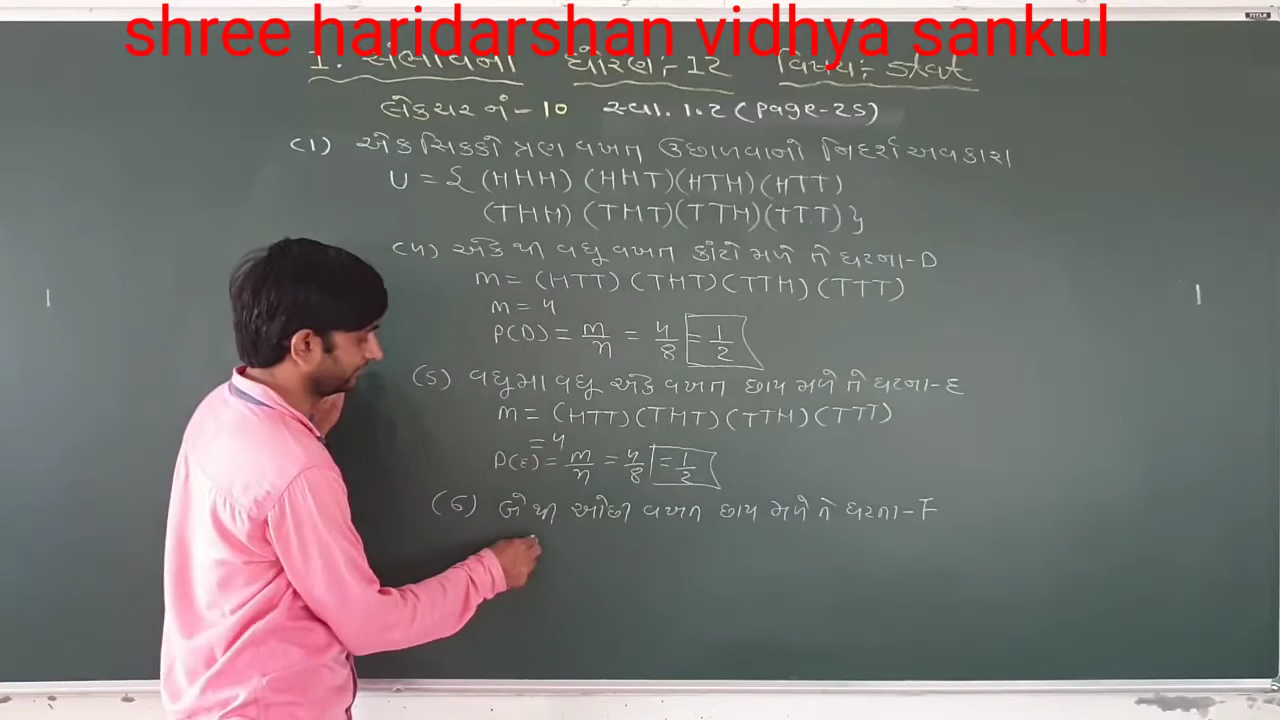 shree haridarshan vidhya sankul
1. સંભાવના ધોરણ:-12 વિષય:- stat
લેકચર નં-10 સ્વા. 1.2 (page-25)
(1) એક સિક્કો ત્રણ વખત ઉછાળવાનો નિદર્શ અવકાશ
U = { (HHH) (HHT)(HTH)(HTT)
(THH) (THT)(TTH)(TTT) }
(4) એક થી વધુ વખત કાંટો મળે તે ઘટના-D
m = (HTT) (THT)(TTH)(TTT)
m = 4
P(D) = m/n = 4/8 = 1/2
(5) વધુમા વધુ એક વખત છાપ મળે તે ઘટના-E
m = (HTT)(THT)(TTH)(TTT)
= 4
P(E) = m/n = 4/8 = 1/2
(6) બે થી ઓછી વખત છાપ મળે તે ઘટના-F
TITLE